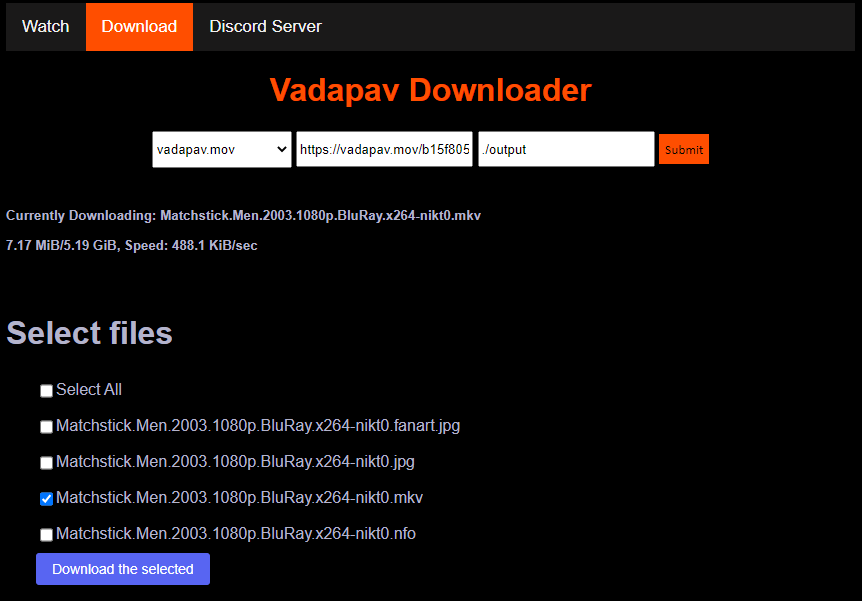 Watch Download Discord Server
Vadapav Downloader
vadapav.mov https://vadapav.mov/b15f805 ./output Submit
Currently Downloading: Matchstick.Men.2003.1080p.BluRay.x264-nikt0.mkv
7.17 MiB/5.19 GiB, Speed: 488.1 KiB/sec
Select files
Select All
Matchstick.Men.2003.1080p.BluRay.x264-nikt0.fanart.jpg
Matchstick.Men.2003.1080p.BluRay.x264-nikt0.jpg
Matchstick.Men.2003.1080p.BluRay.x264-nikt0.mkv
Matchstick.Men.2003.1080p.BluRay.x264-nikt0.nfo
Download the selected